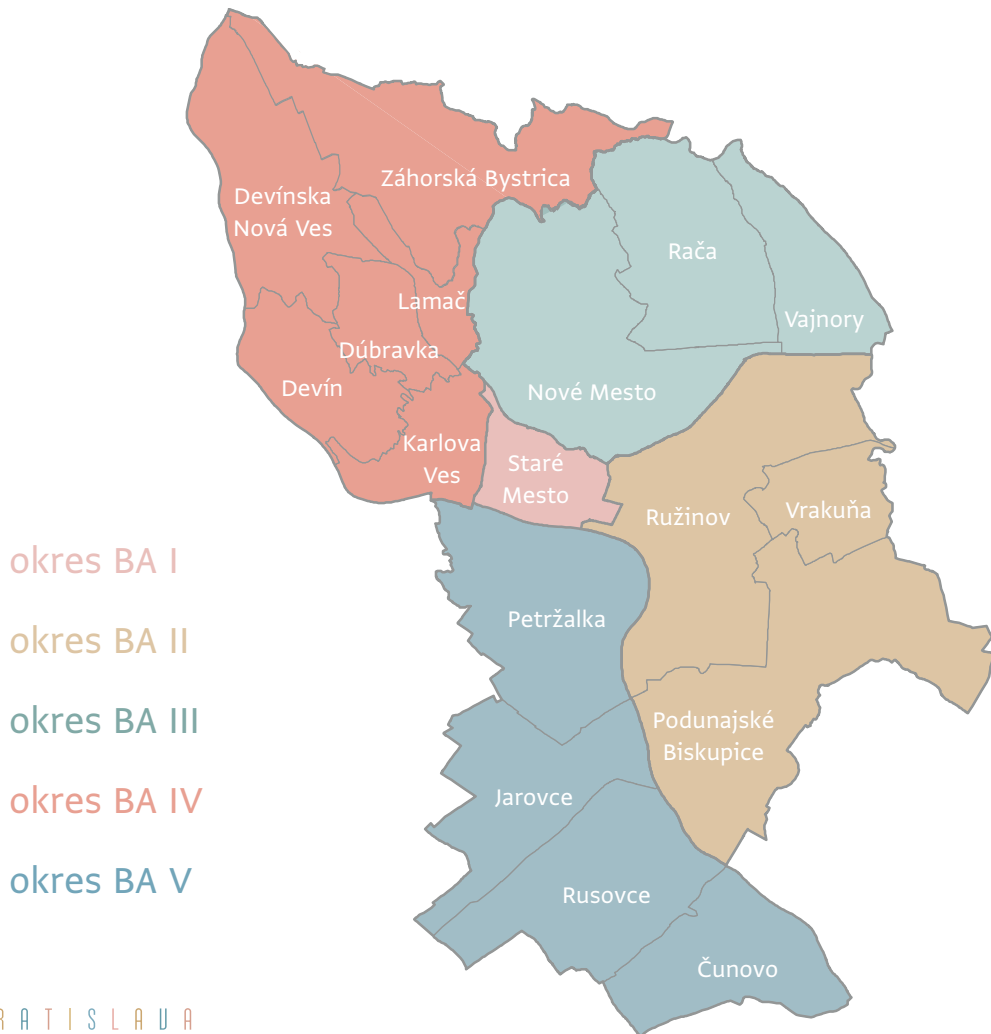 Záhorská Bystrica
Devínska
Nová Ves
Rača
Lamač
Vajnory
Dúbravka
Devín
Nové Mesto
Karlova
Ves
Staré
Mesto
Ružinov
Vrakuňa
okres BA I
Petržalka
okres BA II
okres BA III
Podunajské
Biskupice
okres BA IV
Jarovce
okres BA V
Rusovce
Čunovo
RATISLAVA